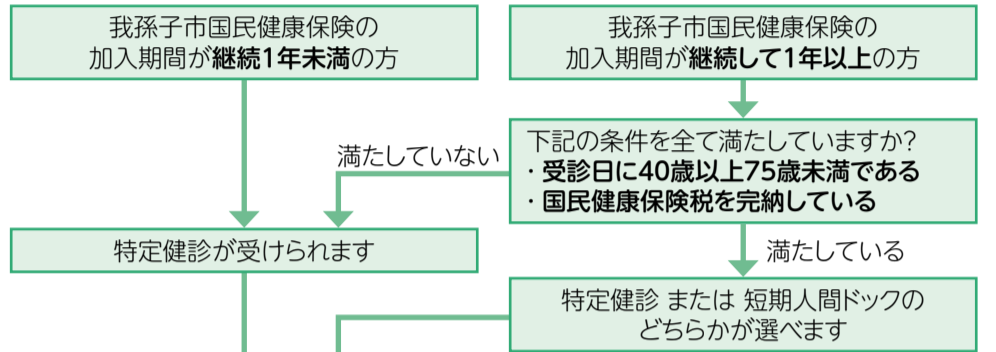 我孫子市国民健康保険の
加入期間が継続1年未満の方
我孫子市国民健康保険の
加入期間が継続して1年以上の方
下記の条件を全て満たしていますか?
・受診日に40歳以上75歳未満である
・国民健康保険税を完納している
満たしていない
特定健診が受けられます
満たしている
特定健診 または 短期人間ドックの
どちらかが選べます